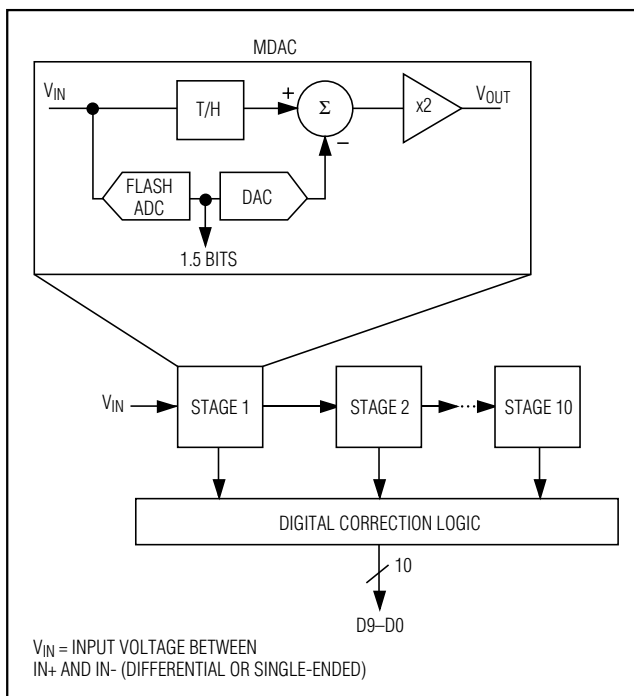 MDAC
V_IN
T/H
+
Σ
−
x2
V_OUT
FLASH
ADC
DAC
1.5 BITS
V_IN
STAGE 1
STAGE 2
STAGE 10
DIGITAL CORRECTION LOGIC
10
D9–D0
V_IN = INPUT VOLTAGE BETWEEN
IN+ AND IN- (DIFFERENTIAL OR SINGLE-ENDED)